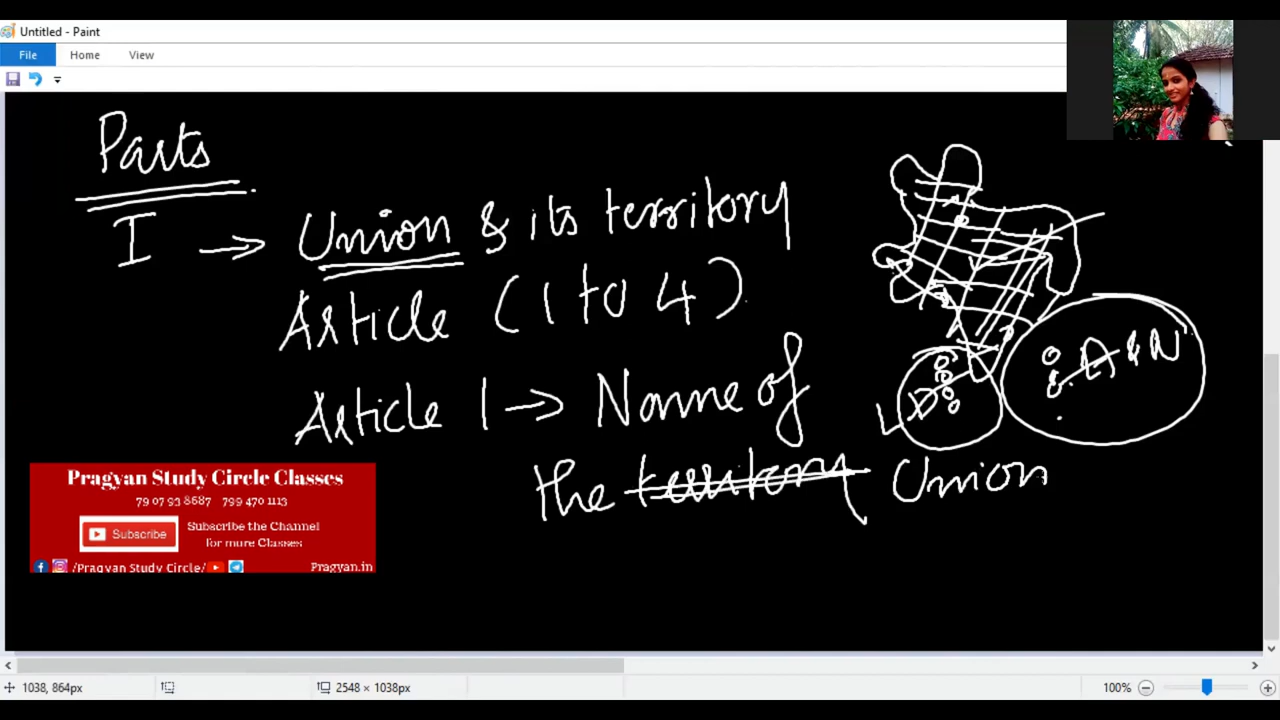 Untitled - Paint
File Home View
Parts
I → Union & its territory
Article (1 to 4)
Article 1 → Name of
the territory Union
A & N
LD
Pragyan Study Circle Classes
79 07 93 8687 799 470 1113
Subscribe
Subscribe the Channel
for more Classes
/Pragyan Study Circle/
Pragyan.in
1038, 864px
2548 × 1038px
100%